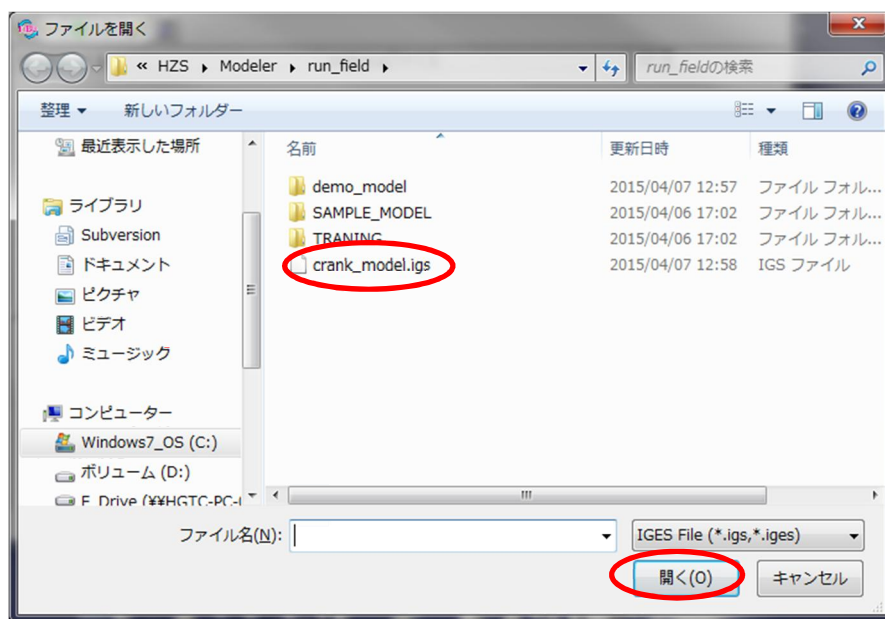 ファイルを開く
« HZS ▸ Modeler ▸ run_field ▸
run_fieldの検索
整理 ▼ 新しいフォルダー
最近表示した場所
ライブラリ
Subversion
ドキュメント
ピクチャ
ビデオ
ミュージック
コンピューター
Windows7_OS (C:)
ボリューム (D:)
名前 更新日時 種類
demo_model 2015/04/07 12:57 ファイル フォル...
SAMPLE_MODEL 2015/04/06 17:02 ファイル フォル...
TRANING 2015/04/06 17:02 ファイル フォル...
crank_model.igs 2015/04/07 12:58 IGS ファイル
ファイル名(N):
IGES File (*.igs,*.iges)
開く(O) キャンセル